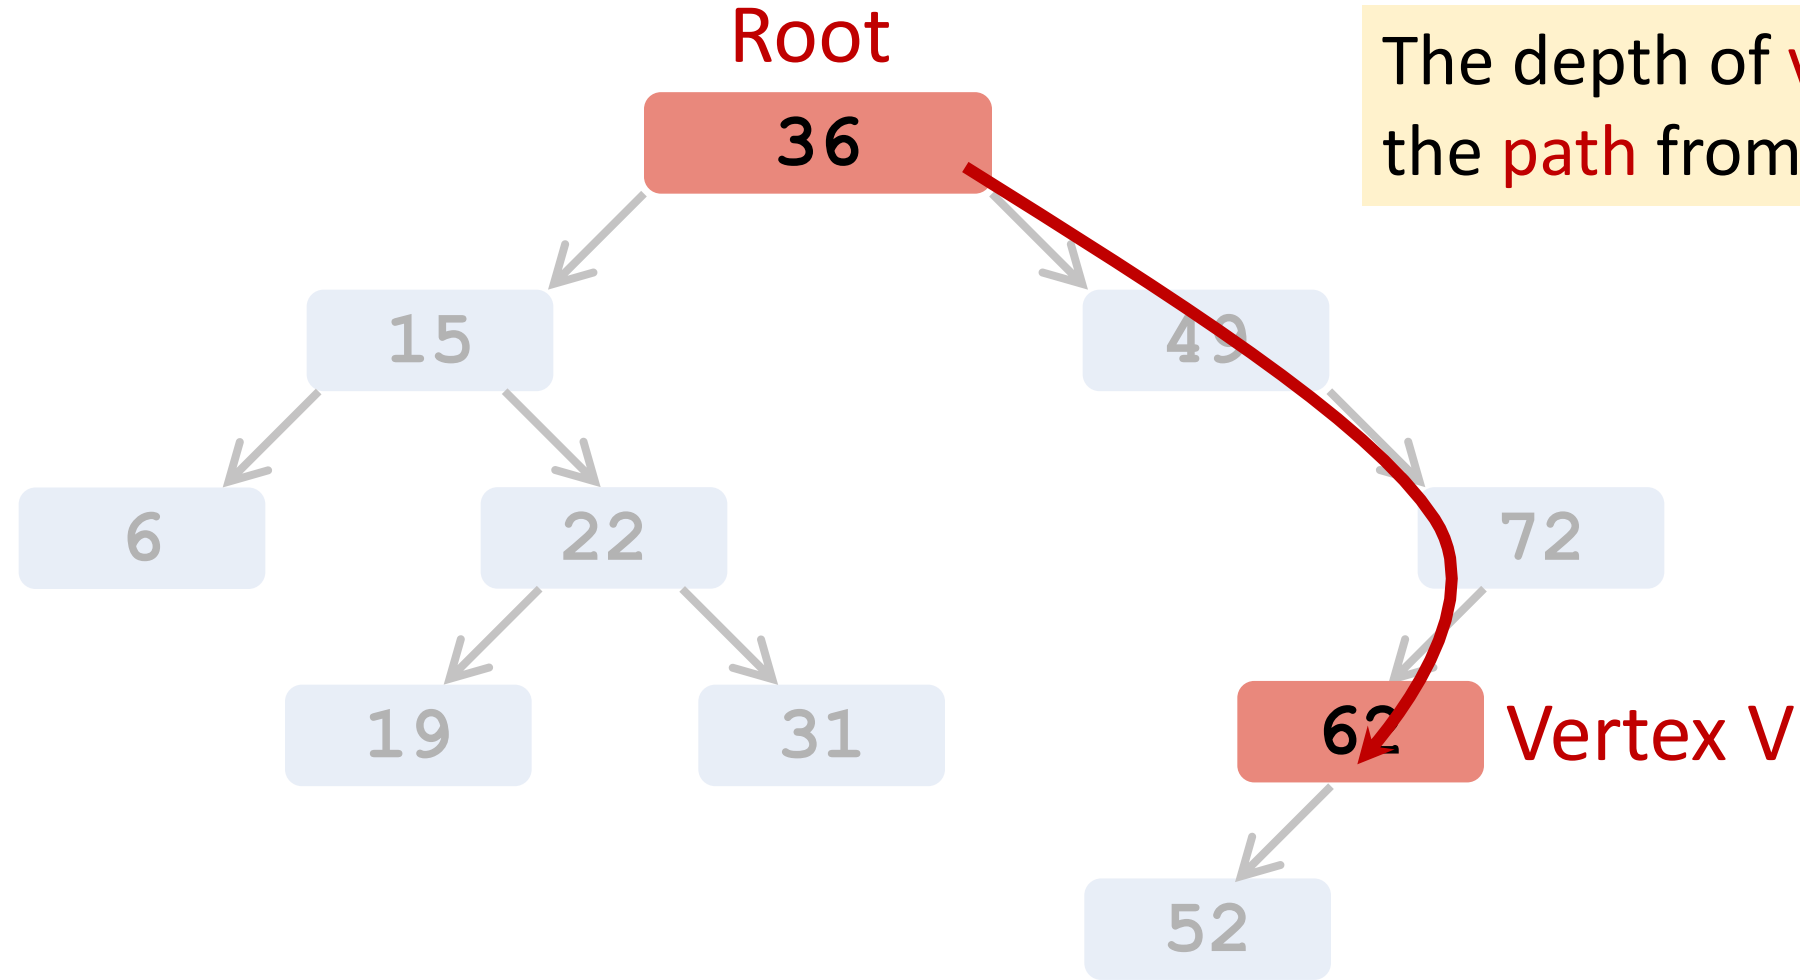 Root
The depth of
the path from
36
15
49
6
22
72
19
31
62
Vertex V
52